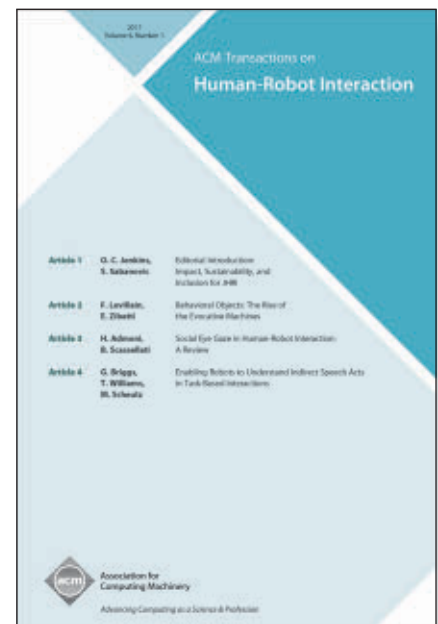 2017
Volume 6, Number 1
ACM Transactions on
Human-Robot Interaction
Article 1 O. C. Jenkins, Editorial Introduction
S. Sabanovic Impact, Sustainability, and
Inclusion for JHRI
Article 2 F. Levillain, Behavioral Objects: The Rise of
E. Zibetti the Evocative Machines
Article 3 H. Admoni, Social Eye Gaze in Human-Robot Interaction:
B. Scassellati A Review
Article 4 G. Briggs, Enabling Robots to Understand Indirect Speech Acts
T. Williams, in Task-Based Interactions
M. Scheutz
acm
Association for
Computing Machinery
Advancing Computing as a Science & Profession